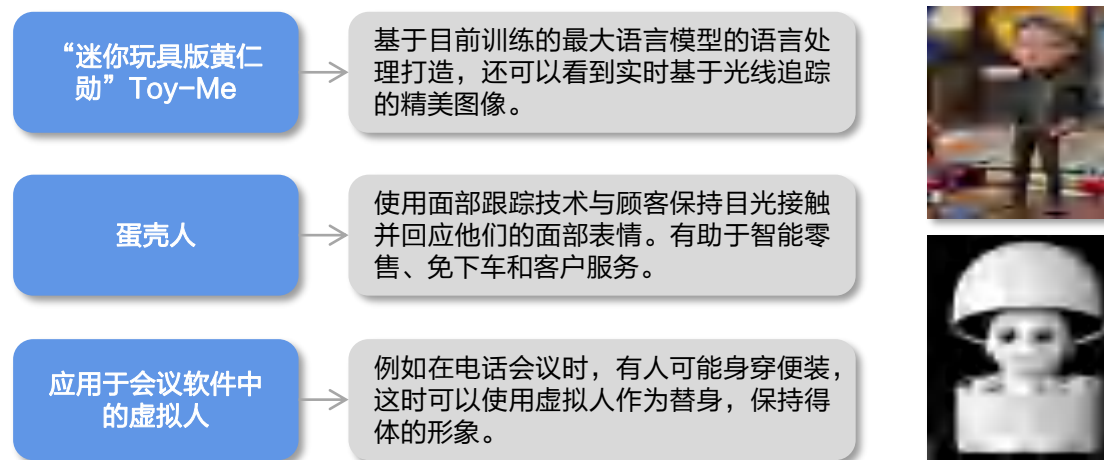 “迷你玩具版黄仁
勋”Toy-Me
基于目前训练的最大语言模型的语言处
理打造，还可以看到实时基于光线追踪
的精美图像。
蛋壳人
使用面部跟踪技术与顾客保持目光接触
并回应他们的面部表情。有助于智能零
售、免下车和客户服务。
应用于会议软件中
的虚拟人
例如在电话会议时，有人可能身穿便装，
这时可以使用虚拟人作为替身，保持得
体的形象。